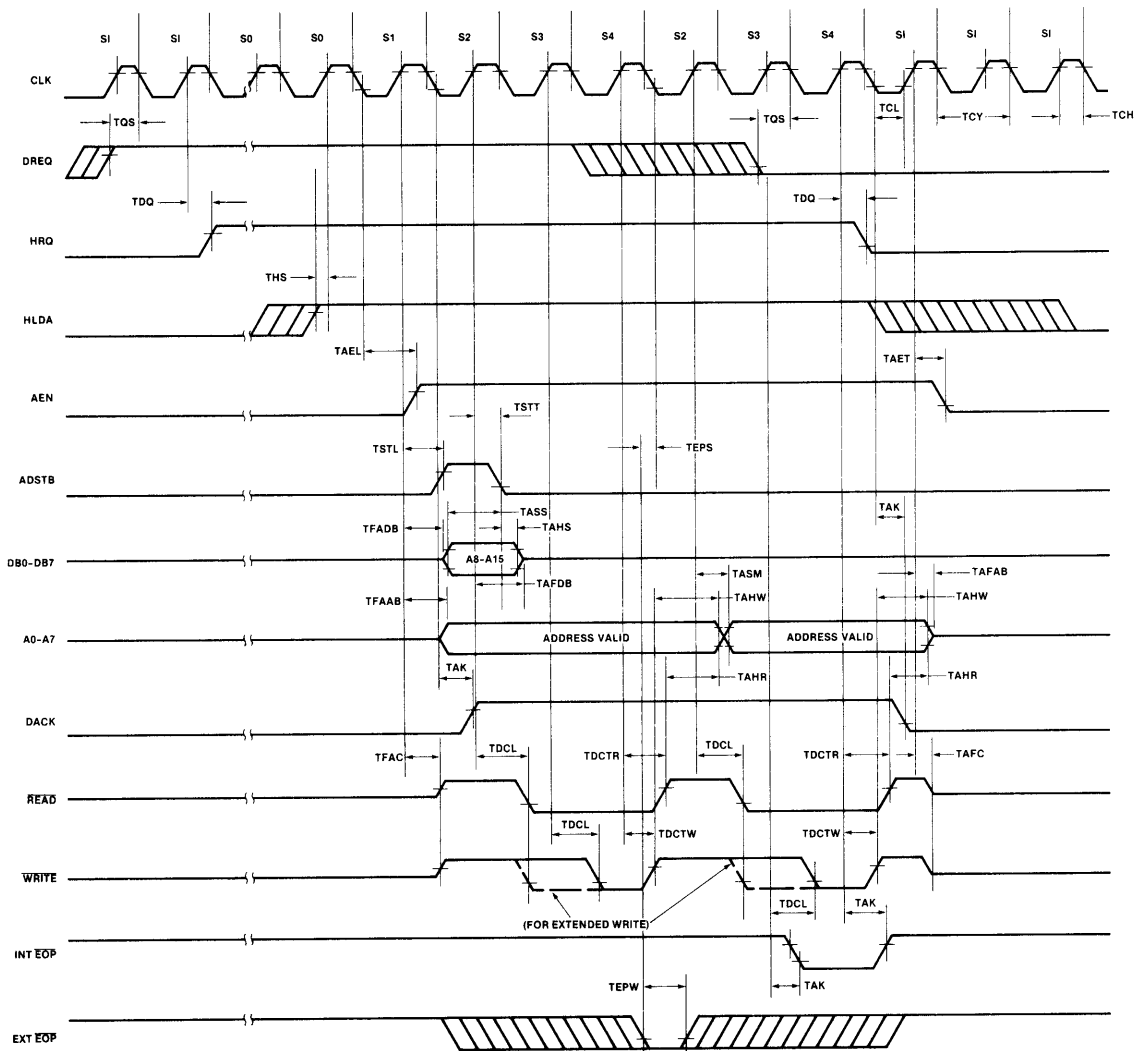 SI SI S0 S0 S1 S2 S3 S4 S2 S3 S4 SI SI SI
CLK
TCL
TQS TQS TCY TCH
DREQ
TDQ TDQ
HRQ
THS
HLDA
TAEL TAET
AEN
TSTT
TSTL TEPS
ADSTB
TASS TAK
TFADB TAHS
DB0-DB7 A8-A15
TAFDB TASM TAFAB
TFAAB TAHW TAHW
A0-A7 ADDRESS VALID ADDRESS VALID
TAK TAHR TAHR
DACK
TFAC TDCL TDCTR TDCL TDCTR TAFC
READ
TDCL TDCTW TDCTW
WRITE
(FOR EXTENDED WRITE) TDCL TAK
INT EOP
TEPW TAK
EXT EOP